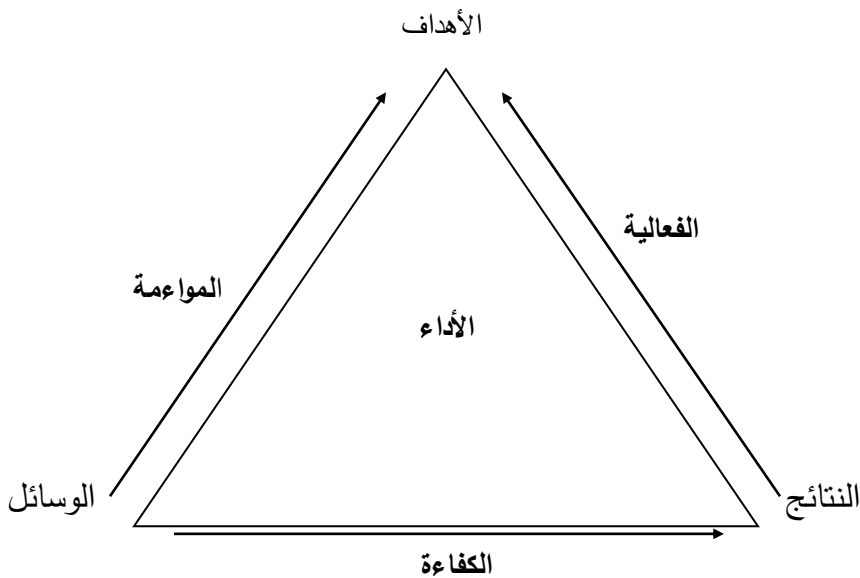 الأهداف
الفعالية
المواءمة
الأداء
النتائج
الوسائل
الكفاءة